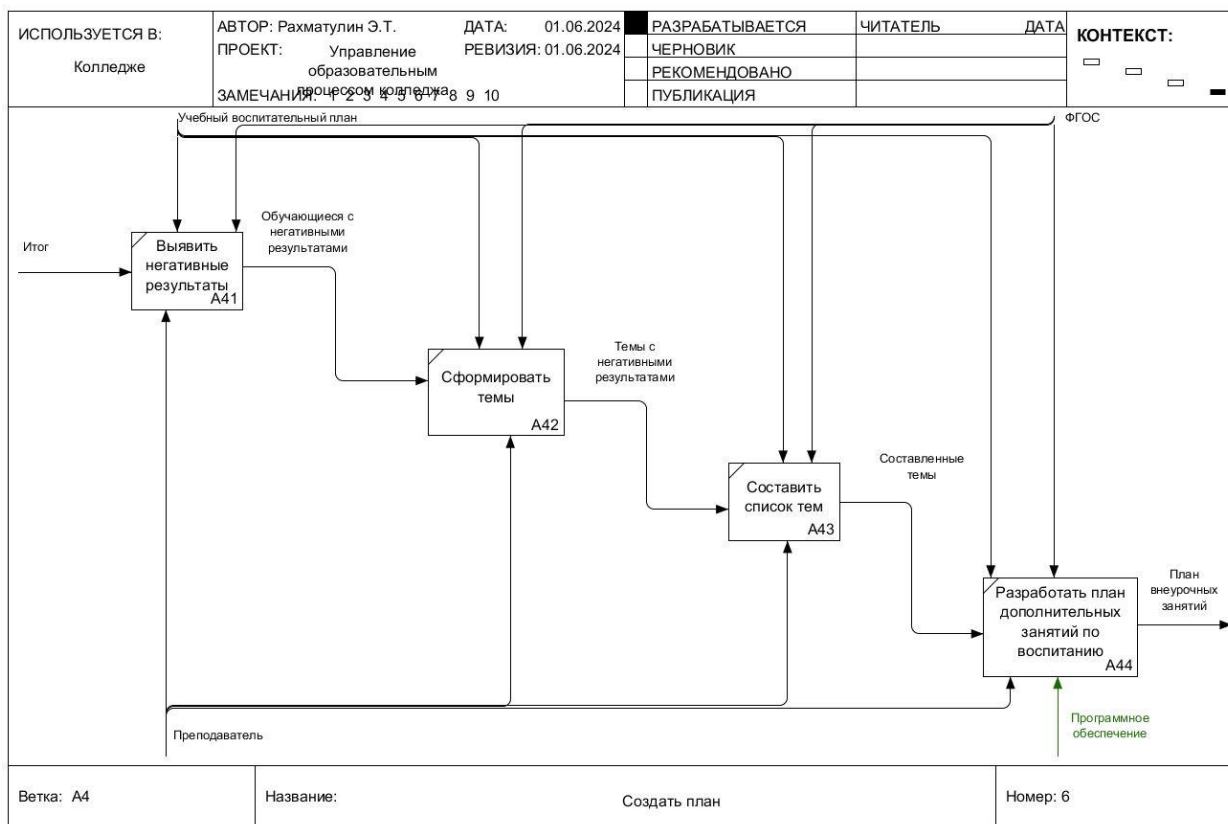 ИСПОЛЬЗУЕТСЯ В:
Колледже
АВТОР: Рахматулин Э.Т.
ДАТА: 01.06.2024
ПРОЕКТ: Управление
образовательным
процессом колледжа
РЕВИЗИЯ: 01.06.2024
ЗАМЕЧАНИЯ: 1 2 3 4 5 6 7 8 9 10
РАЗРАБАТЫВАЕТСЯ
ЧЕРНОВИК
РЕКОМЕНДОВАНО
ПУБЛИКАЦИЯ
ЧИТАТЕЛЬ ДАТА
КОНТЕКСТ:
Учебный воспитательный план
ФГОС
Итог
Выявить
негативные
результаты
A41
Обучающиеся с
негативными
результатами
Сформировать
темы
A42
Темы с
негативными
результатами
Составить
список тем
A43
Составленные
темы
Разработать план
дополнительных
занятий по
воспитанию
A44
План
внеурочных
занятий
Преподаватель
Программное
обеспечение
Ветка: A4
Название:
Создать план
Номер: 6